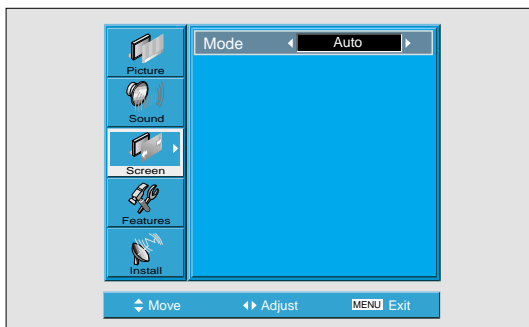 Mode Auto
Picture
Sound
Screen
Features
Install
Move Adjust MENU Exit